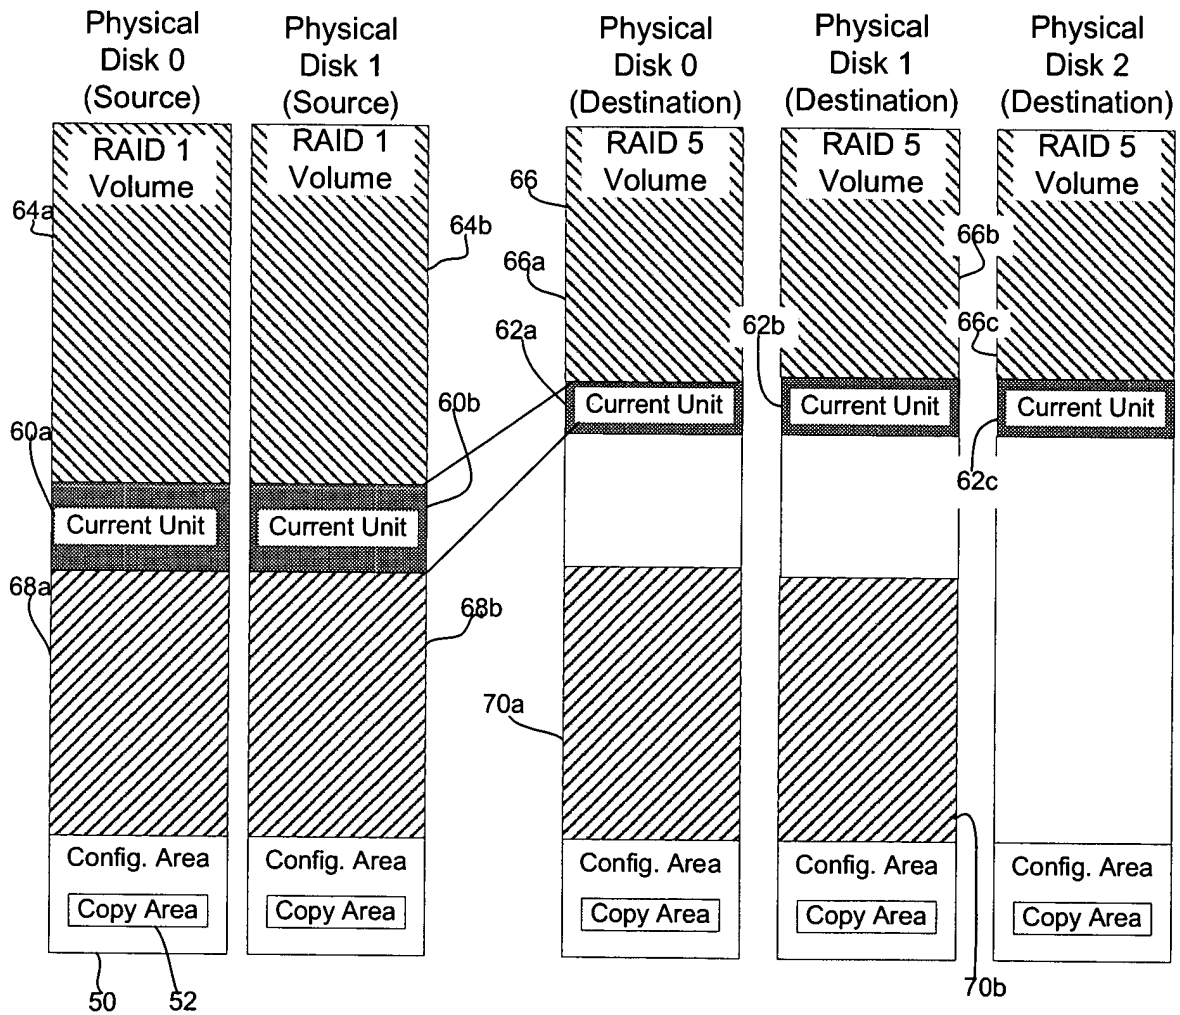 Physical
Disk 0
(Source)
Physical
Disk 1
(Source)
Physical
Disk 0
(Destination)
Physical
Disk 1
(Destination)
Physical
Disk 2
(Destination)
RAID 1
Volume
RAID 1
Volume
RAID 5
Volume
RAID 5
Volume
RAID 5
Volume
64a
64b
66
66a
66b
62a
62b
66c
60a
60b
62c
Current Unit
Current Unit
Current Unit
Current Unit
Current Unit
68a
68b
70a
Config. Area
Config. Area
Config. Area
Config. Area
Config. Area
Copy Area
Copy Area
Copy Area
Copy Area
Copy Area
50
52
70b